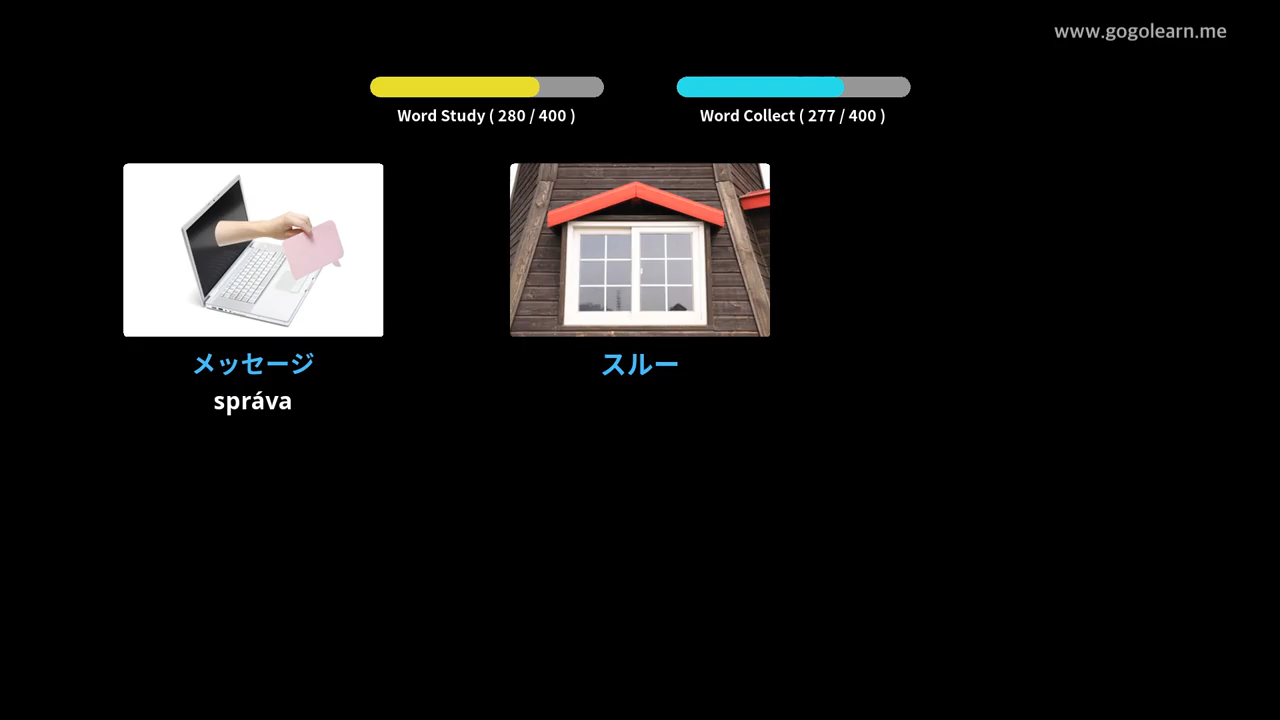 www.gogolearn.me
Word Study ( 280 / 400 )
Word Collect ( 277 / 400 )
メッセージ
správa
スルー